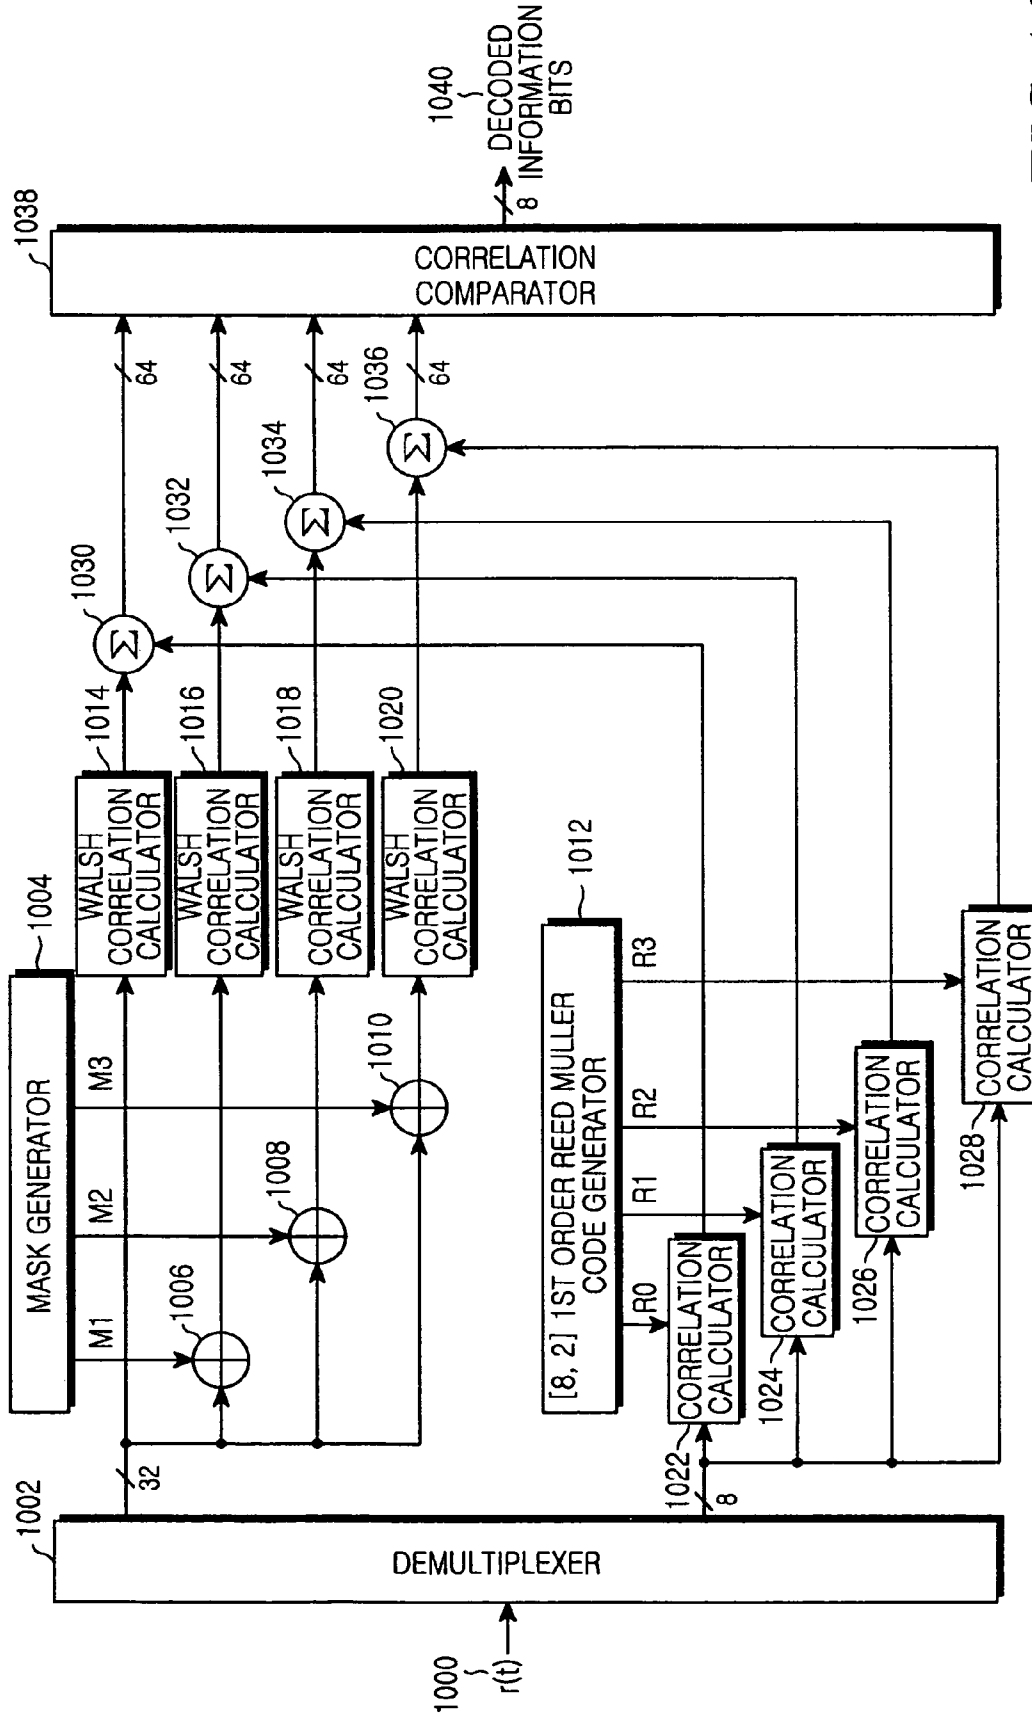 1000
r(t)
1002
DEMULTIPLEXER
32
8
MASK GENERATOR
1004
M1
M2
M3
1006
1008
1010
WALSH
CORRELATION
CALCULATOR
1014
WALSH
CORRELATION
CALCULATOR
1016
WALSH
CORRELATION
CALCULATOR
1018
WALSH
CORRELATION
CALCULATOR
1020
[8, 2] 1ST ORDER REED MULLER
CODE GENERATOR
1012
R0
R1
R2
R3
1022
CORRELATION
CALCULATOR
1024
CORRELATION
CALCULATOR
1026
CORRELATION
CALCULATOR
1028
CORRELATION
CALCULATOR
1030
Σ
1032
Σ
1034
Σ
1036
Σ
64
64
64
64
1038
CORRELATION
COMPARATOR
8
1040
DECODED
INFORMATION
BITS